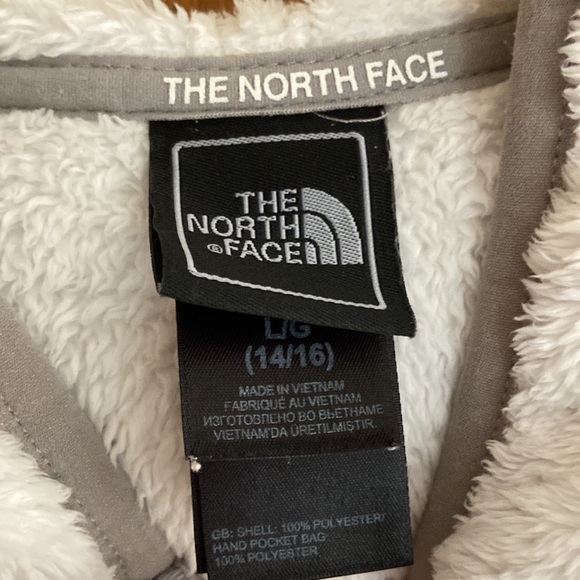 THE NORTH FACE
THE
NORTH
®FACE
L/G
(14/16)
MADE IN VIETNAM
FABRIQUÉ AU VIETNAM
ИЗГОТОВЛЕНО ВО ВЬЕТНАМЕ
VIETNAM'DA ÜRETILMIŞTIR.
GB: SHELL: 100% POLYESTER/
HAND POCKET BAG:
100% POLYESTER